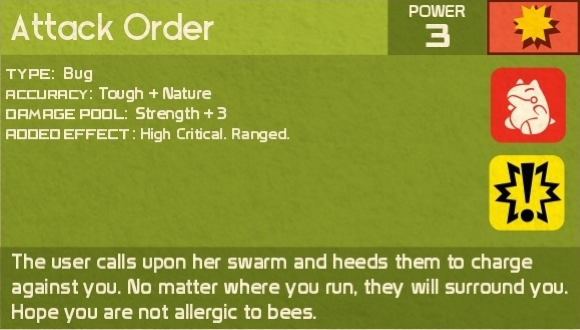 Attack Order
POWER
3
TYPE: Bug
ACCURACY: Tough + Nature
DAMAGE POOL: Strength + 3
ADDED EFFECT: High Critical. Ranged.
The user calls upon her swarm and heeds them to charge
against you. No matter where you run, they will surround you.
Hope you are not allergic to bees.